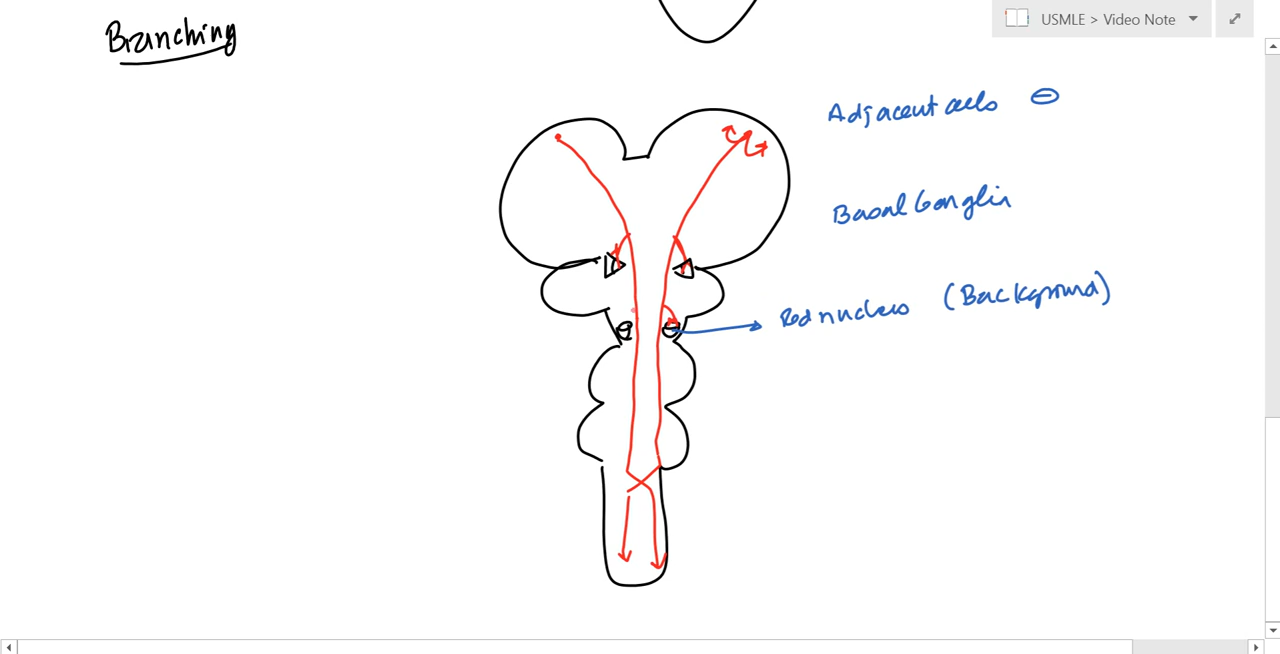 USMLE > Video Note
Branching
Adjacent cells ⊖
Basal Ganglia
Red nucleus (Background)